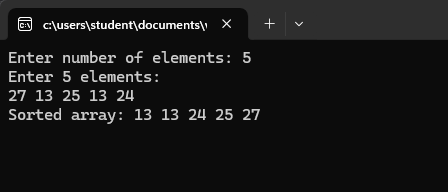 c:\users\student\documents\
Enter number of elements: 5
Enter 5 elements:
27 13 25 13 24
Sorted array: 13 13 24 25 27